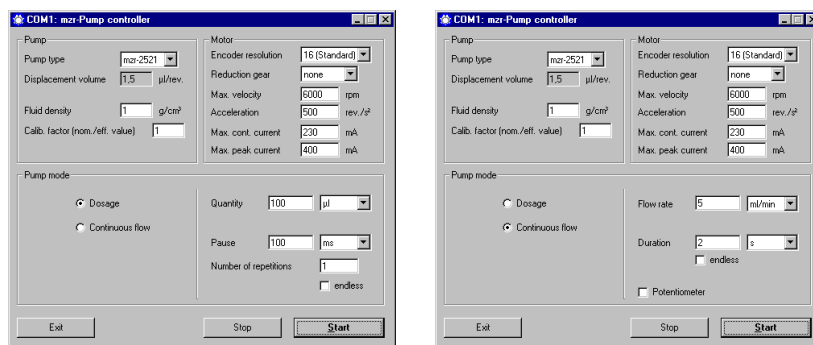 COM1: mzr-Pump controller
Pump
Pump type mzr-2521
Displacement volume 1,5 µl/rev.
Fluid density 1 g/cm³
Calib. factor (nom./eff. value) 1
Motor
Encoder resolution 16 (Standard)
Reduction gear none
Max. velocity 6000 rpm
Acceleration 500 rev./s²
Max. cont. current 230 mA
Max. peak current 400 mA
Pump mode
Dosage
Continuous flow
Quantity 100 µl
Pause 100 ms
Number of repetitions 1
endless
Exit Stop Start
COM1: mzr-Pump controller
Pump
Pump type mzr-2521
Displacement volume 1,5 µl/rev.
Fluid density 1 g/cm³
Calib. factor (nom./eff. value) 1
Motor
Encoder resolution 16 (Standard)
Reduction gear none
Max. velocity 6000 rpm
Acceleration 500 rev./s²
Max. cont. current 230 mA
Max. peak current 400 mA
Pump mode
Dosage
Continuous flow
Flow rate 5 ml/min
Duration 2 s
endless
Potentiometer
Exit Stop Start